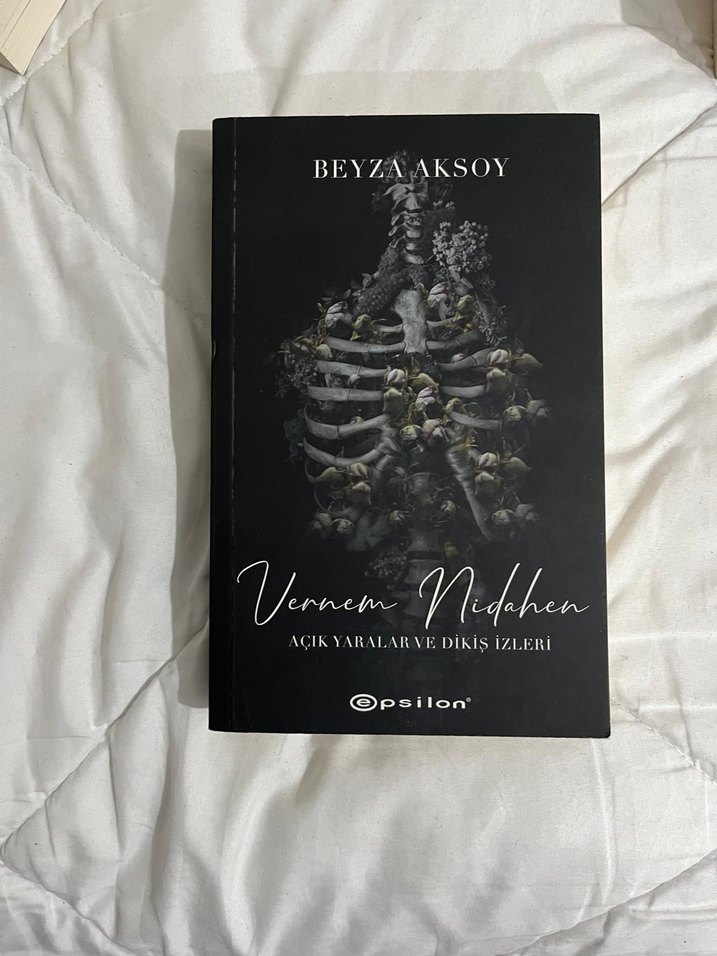 BEYZA AKSOY
Vernem Nidahen
AÇIK YARALAR VE DİKİŞ İZLERİ
epsilon®